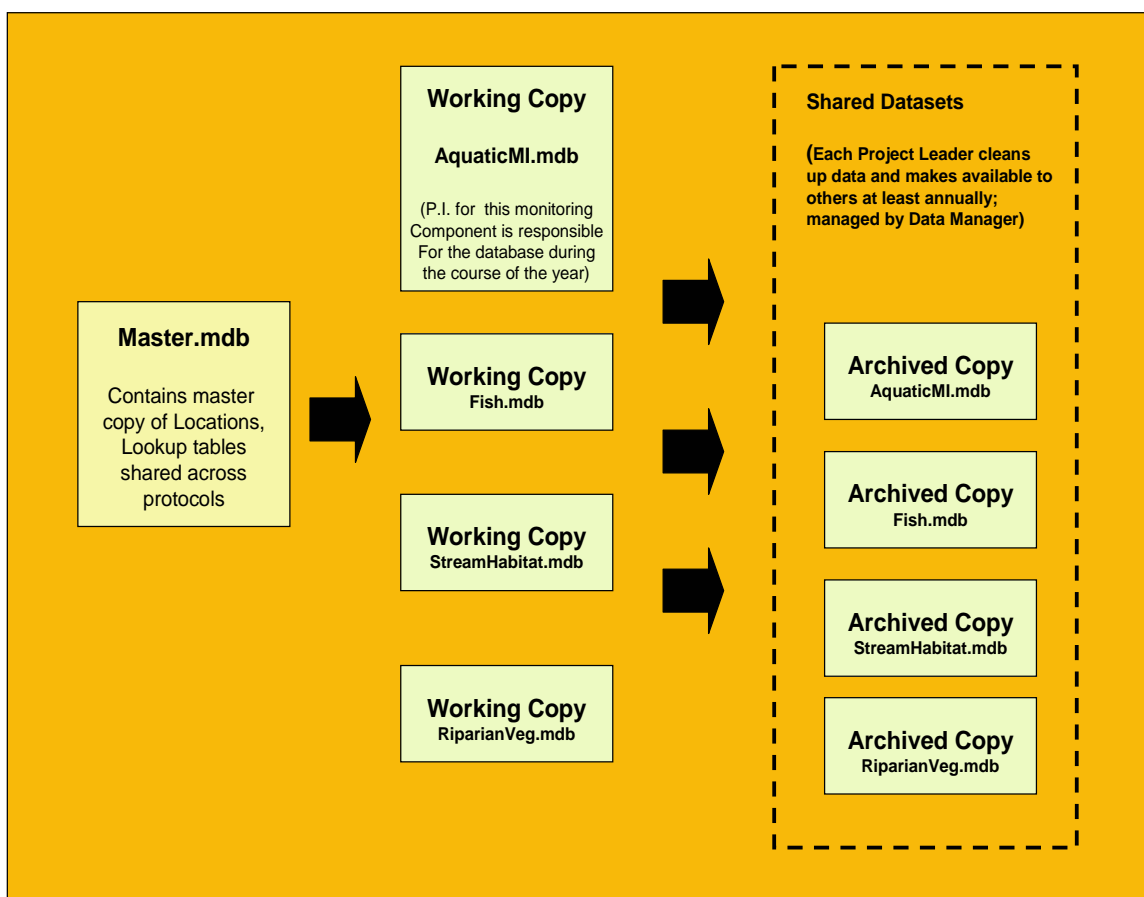 Master.mdb
Contains master
copy of Locations,
Lookup tables
shared across
protocols
Working Copy
AquaticMI.mdb
(P.I. for this monitoring
Component is responsible
For the database during
the course of the year)
Working Copy
Fish.mdb
Working Copy
StreamHabitat.mdb
Working Copy
RiparianVeg.mdb
Shared Datasets
(Each Project Leader cleans
up data and makes available to
others at least annually;
managed by Data Manager)
Archived Copy
AquaticMI.mdb
Archived Copy
Fish.mdb
Archived Copy
StreamHabitat.mdb
Archived Copy
RiparianVeg.mdb